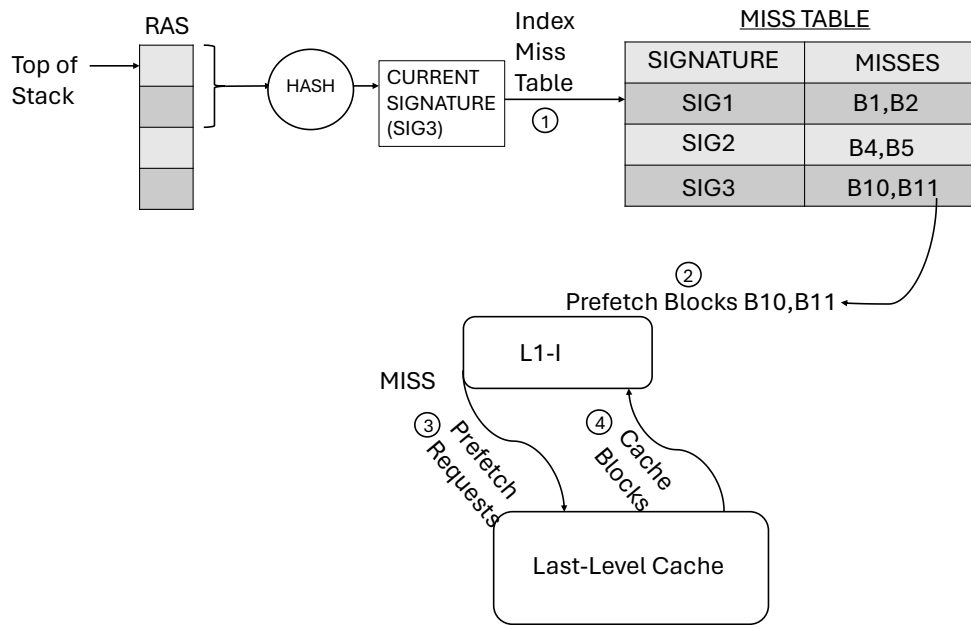 RAS
Top of
Stack
HASH
CURRENT
SIGNATURE
(SIG3)
Index
Miss
Table
1
MISS TABLE
SIGNATURE MISSES
SIG1 B1,B2
SIG2 B4,B5
SIG3 B10,B11
2
Prefetch Blocks B10,B11
L1-I
MISS
3
Prefetch
Requests
4
Cache
Blocks
Last-Level Cache